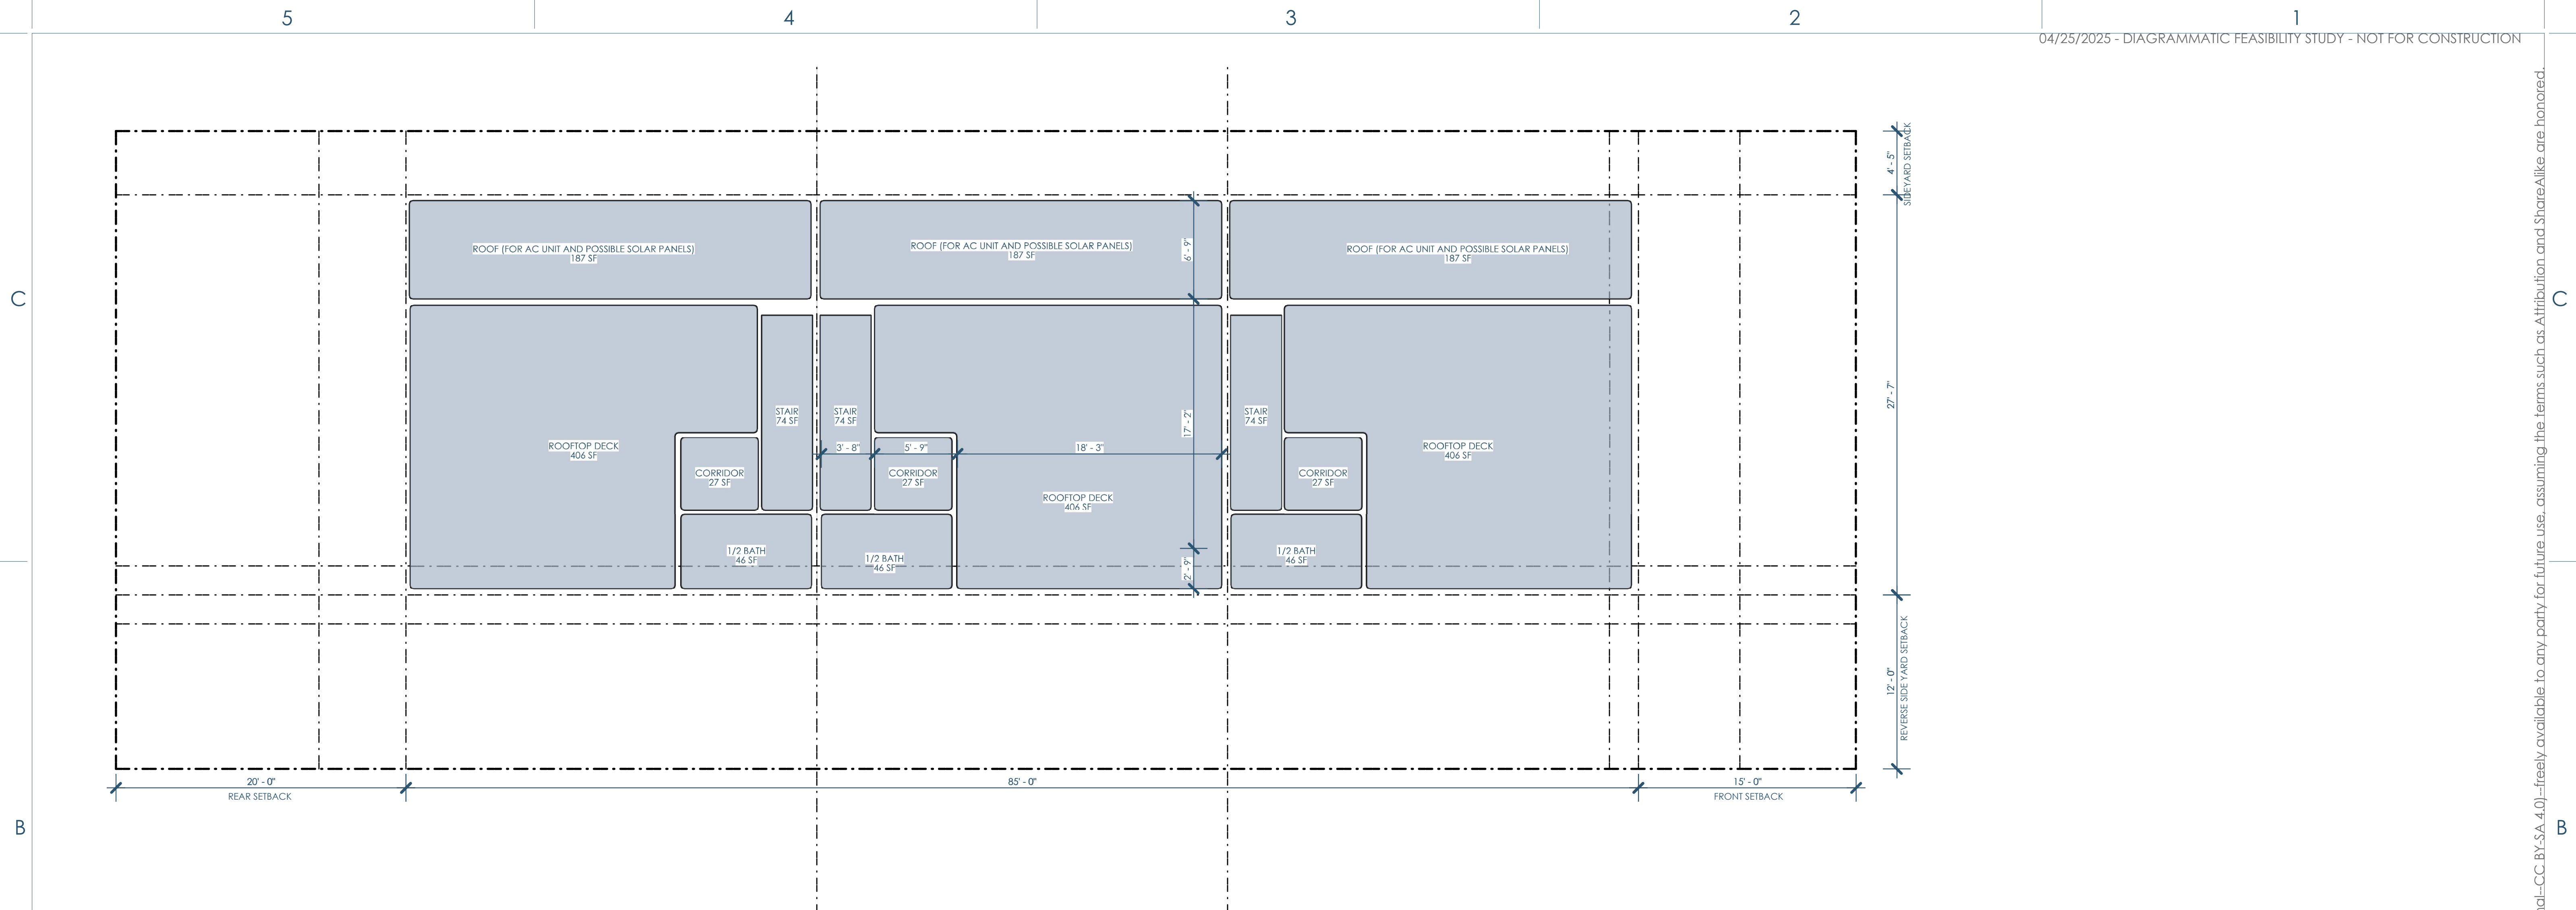 5
4
3
2
1
04/25/2025 - DIAGRAMMATIC FEASIBILITY STUDY - NOT FOR CONSTRUCTION
4' - 5"
SIDEYARD SETBACK
ROOF (FOR AC UNIT AND POSSIBLE SOLAR PANELS)
187 SF
ROOF (FOR AC UNIT AND POSSIBLE SOLAR PANELS)
187 SF
6' - 9"
ROOF (FOR AC UNIT AND POSSIBLE SOLAR PANELS)
187 SF
C
C
27' - 7"
ROOFTOP DECK
406 SF
STAIR
74 SF
STAIR
74 SF
3' - 8"
5' - 9"
18' - 3"
17' - 2"
STAIR
74 SF
ROOFTOP DECK
406 SF
CORRIDOR
27 SF
CORRIDOR
27 SF
ROOFTOP DECK
406 SF
CORRIDOR
27 SF
1/2 BATH
46 SF
1/2 BATH
46 SF
2' - 9"
1/2 BATH
46 SF
12' - 0"
REVERSE SIDE YARD SETBACK
20' - 0"
REAR SETBACK
85' - 0"
15' - 0"
FRONT SETBACK
B
B
CC BY-SA 4.0)--freely available to any party for future use, assuming the terms such as Attribution and ShareAlike are honored.